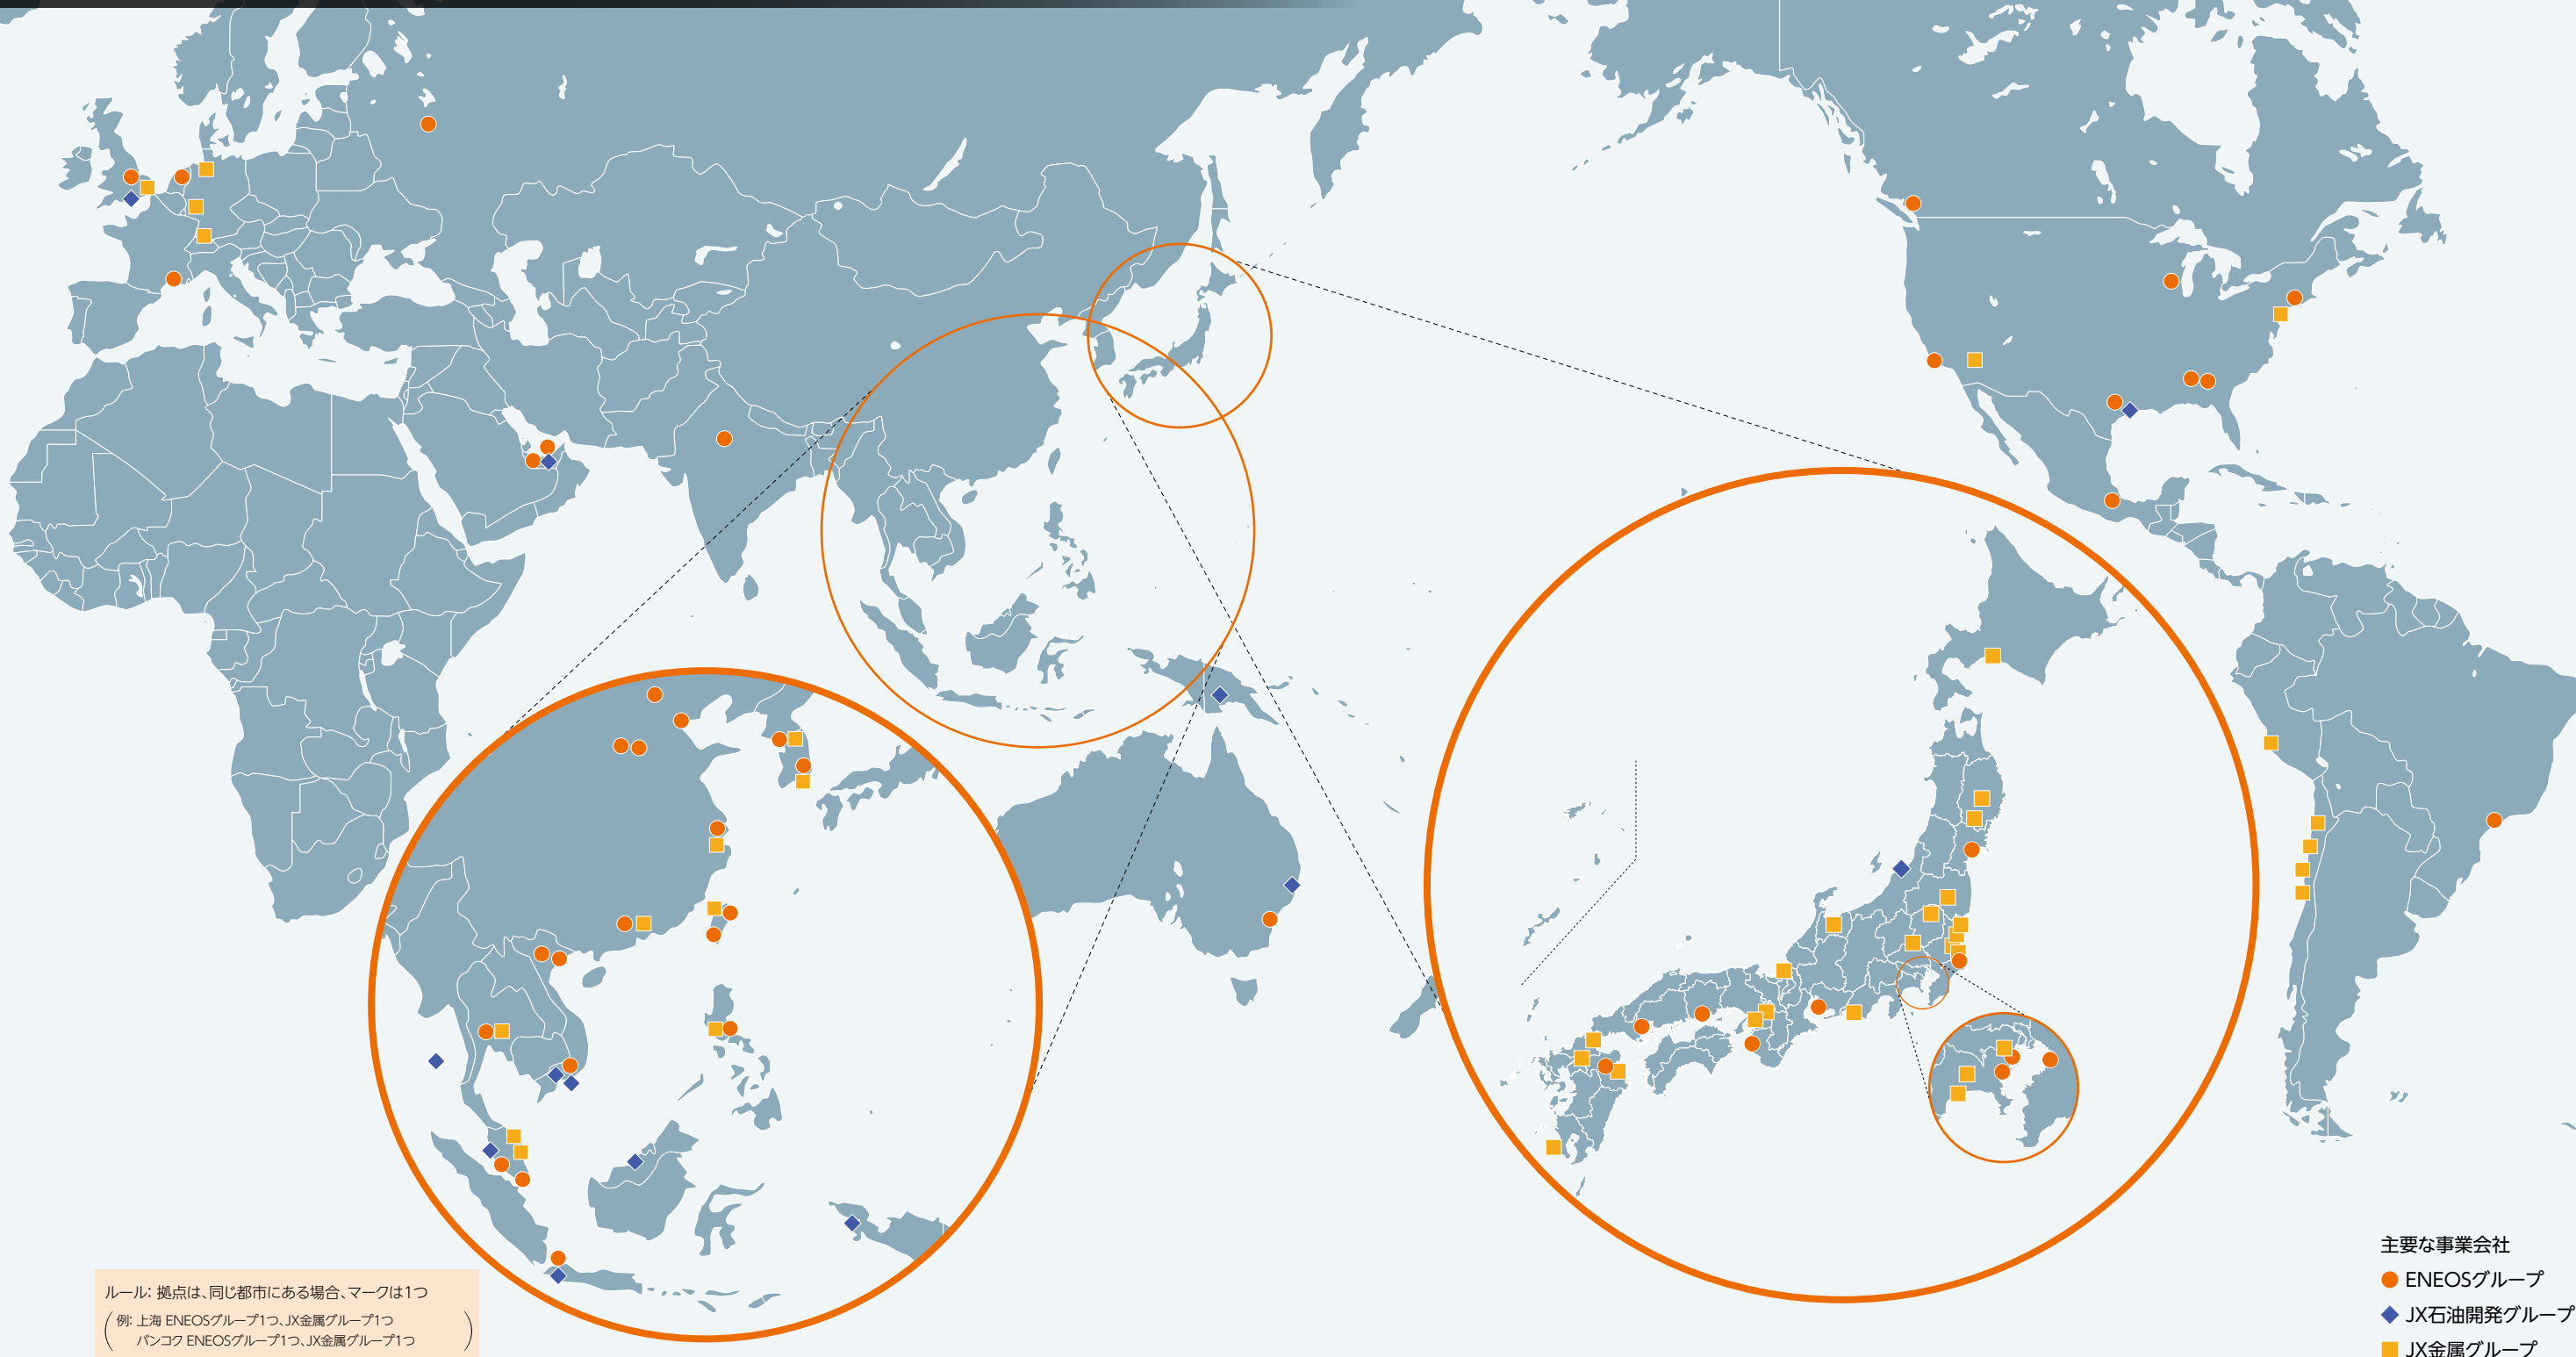 ルール：拠点は、同じ都市にある場合、マークは1つ
例：上海 ENEOSグループ1つ、JX金属グループ1つ
バンコク ENEOSグループ1つ、JX金属グループ1つ
主要な事業会社
ENEOSグループ
JX石油開発グループ
JX金属グループ